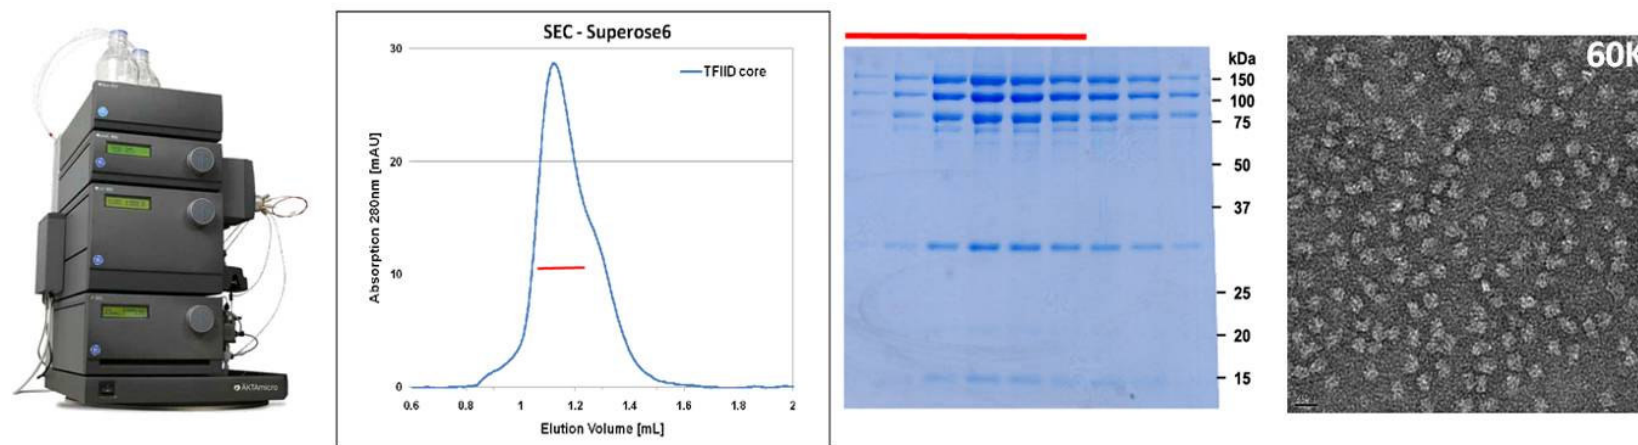 ÄKTAmicro
SEC - Superose6
TFIID core
Absorption 280nm [mAU]
30
20
10
0
0.6 0.8 1 1.2 1.4 1.6 1.8 2
Elution Volume [mL]
kDa
150
100
75
50
37
25
20
15
60K